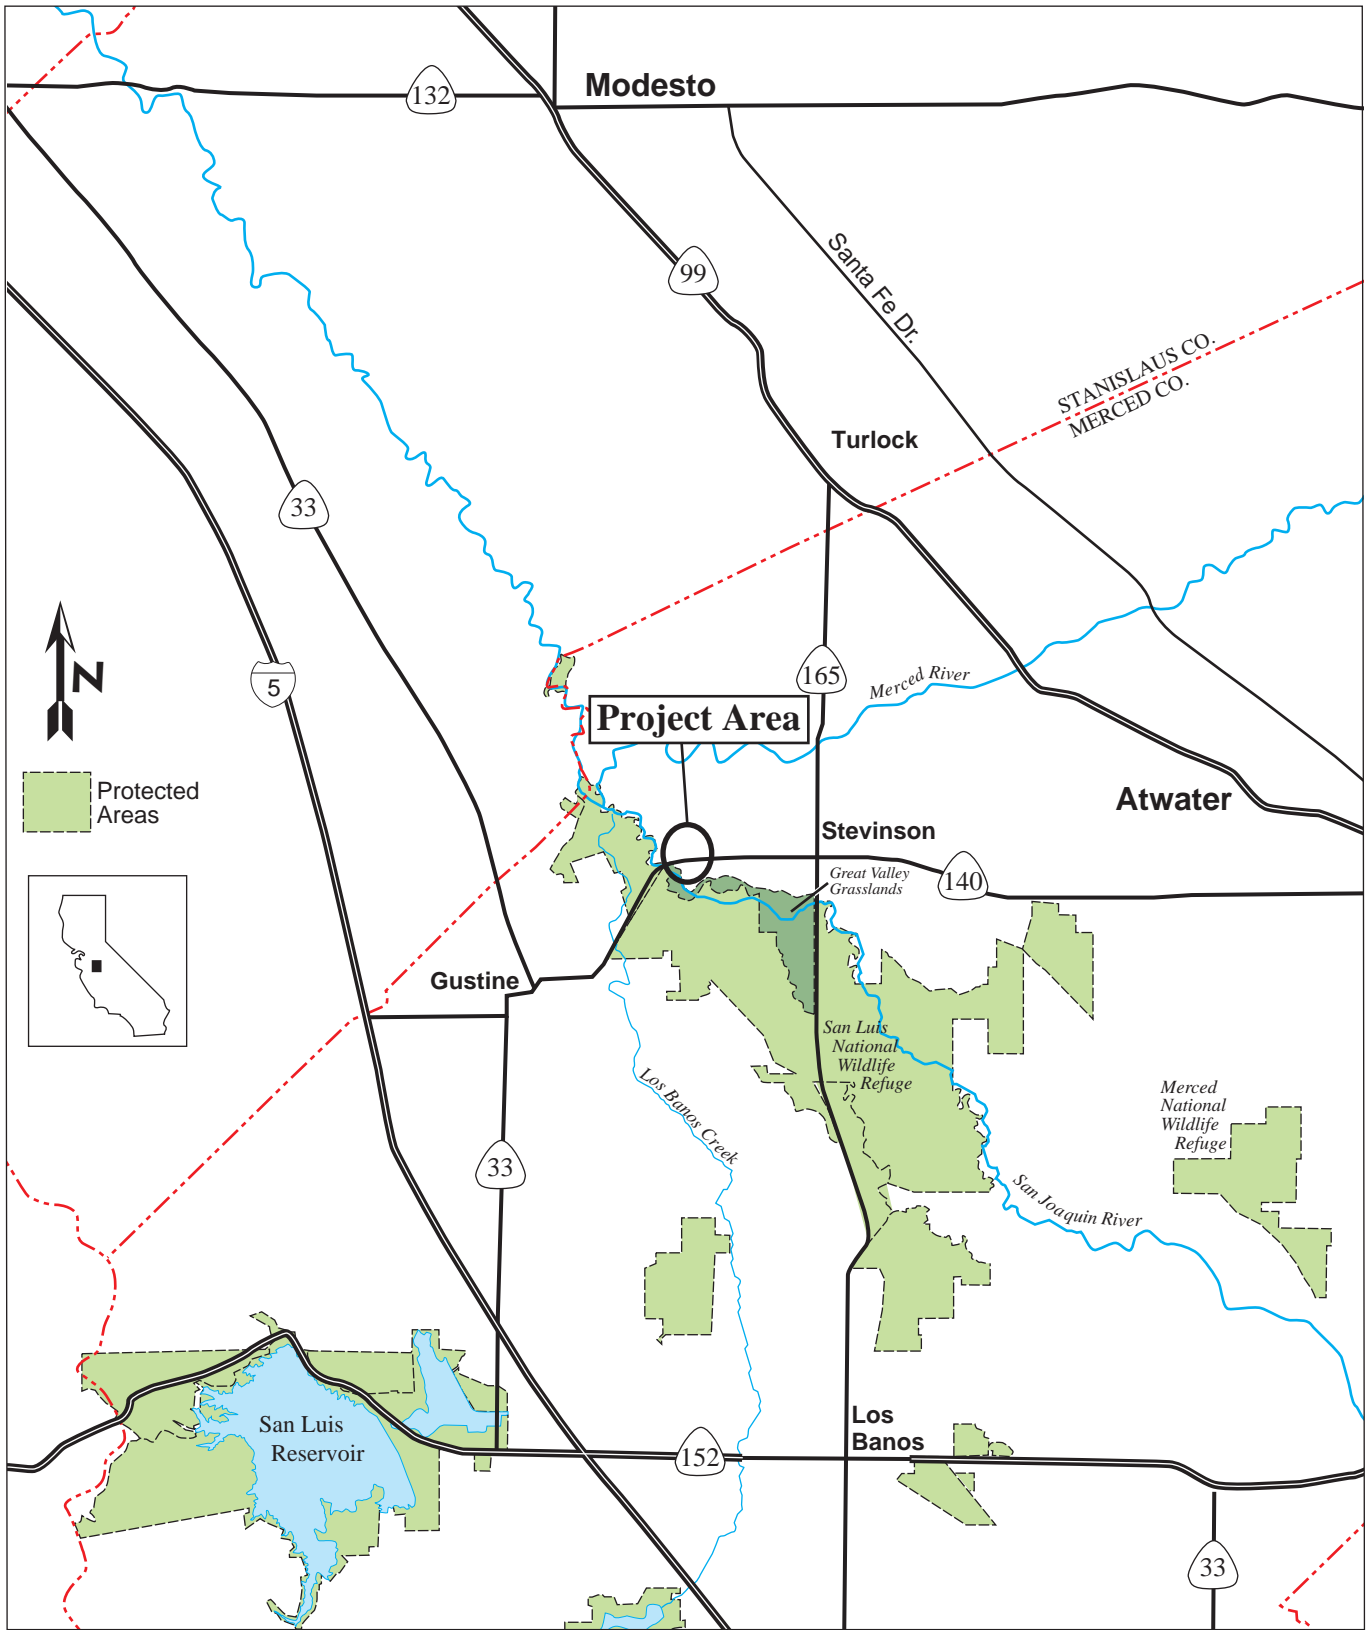 132
Modesto
99
Santa Fe Dr.
STANISLAUS CO.
MERCED CO.
Turlock
33
N
5
165
Merced River
Project Area
Protected
Areas
Atwater
Stevinson
Great Valley
Grasslands
140
Gustine
San Luis
National
Wildlife
Refuge
Los Banos Creek
Merced
National
Wildlife
Refuge
33
San Joaquin River
San Luis
Reservoir
Los
Banos
152
33